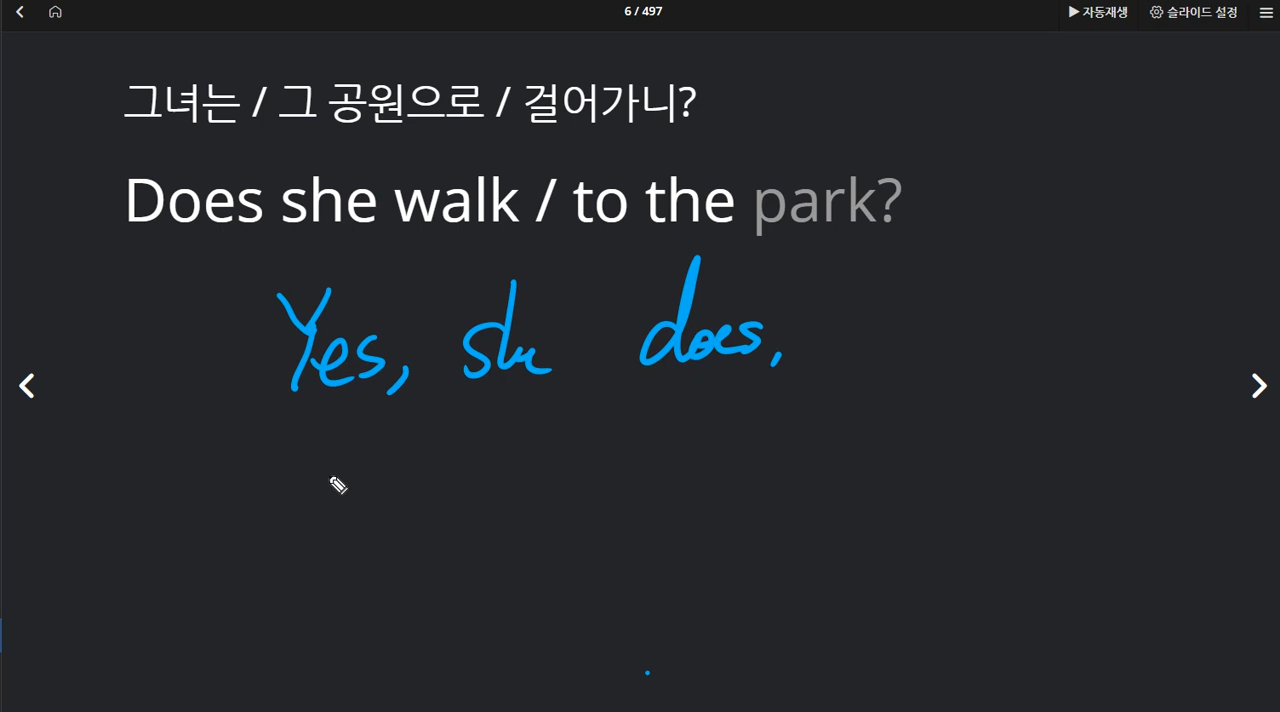 6 / 497
자동재생
슬라이드 설정
그녀는 / 그 공원으로 / 걸어가니?
Does she walk / to the park?
Yes, she does,